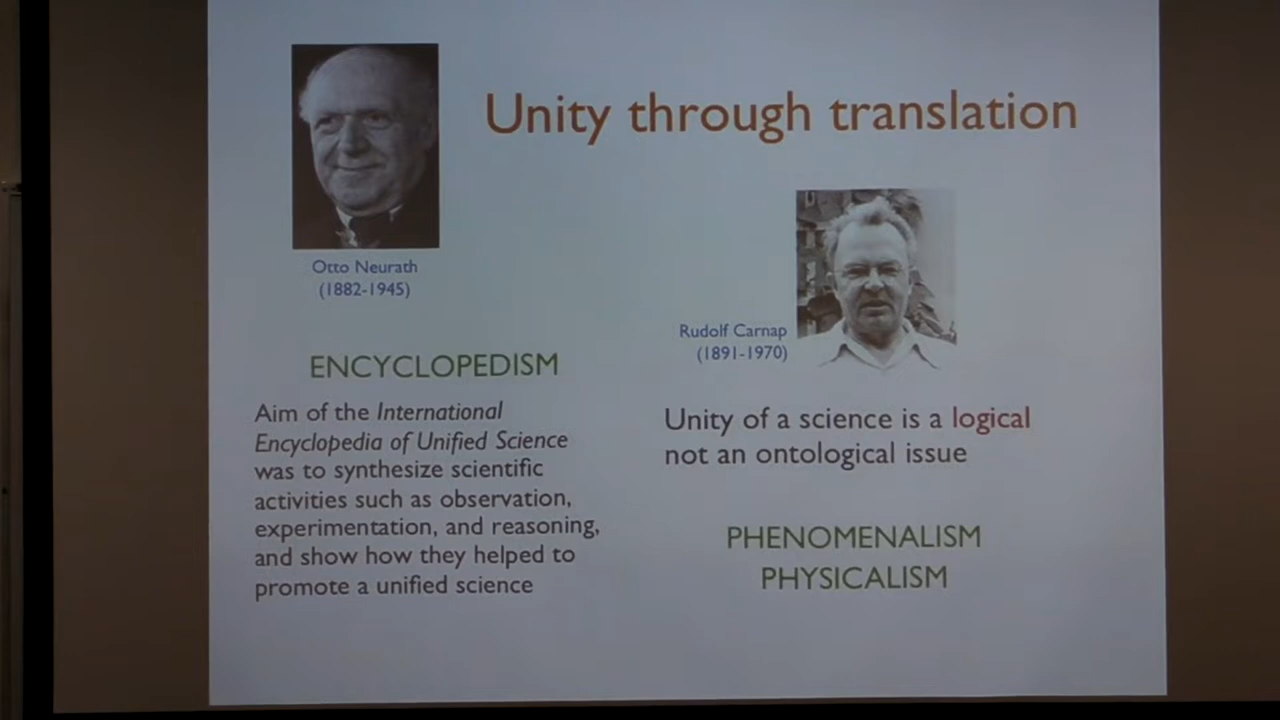 Unity through translation
Otto Neurath
(1882-1945)
ENCYCLOPEDISM
Aim of the International
Encyclopedia of Unified Science
was to synthesize scientific
activities such as observation,
experimentation, and reasoning,
and show how they helped to
promote a unified science
Rudolf Carnap
(1891-1970)
Unity of a science is a logical
not an ontological issue
PHENOMENALISM
PHYSICALISM